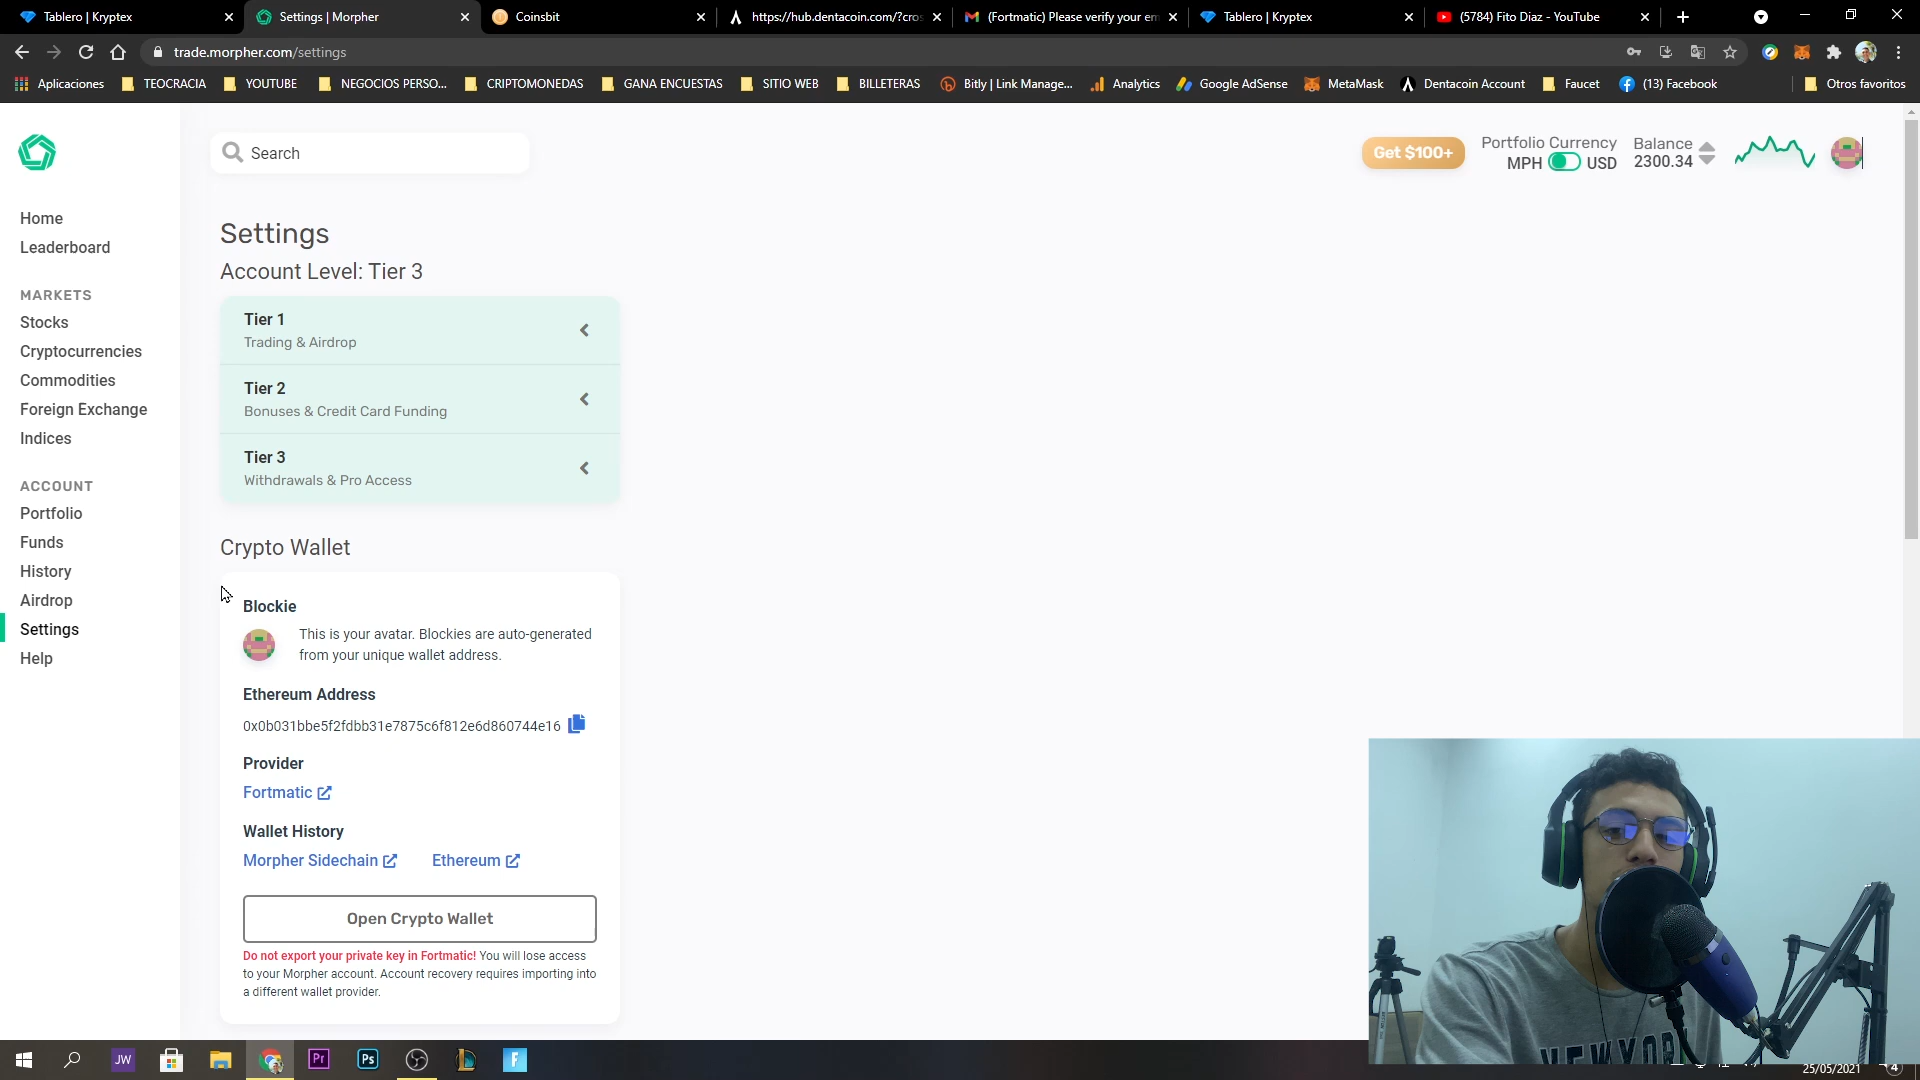 Tablero | Kryptex
Settings | Morpher
Coinsbit
https://hub.dentacoin.com/?cros
(Fortmatic) Please verify your em
Tablero | Kryptex
(5784) Fito Diaz - YouTube
trade.morpher.com/settings
Aplicaciones
TEOCRACIA
YOUTUBE
NEGOCIOS PERSO...
CRIPTOMONEDAS
GANA ENCUESTAS
SITIO WEB
BILLETERAS
Bitly | Link Manage...
Analytics
Google AdSense
MetaMask
Dentacoin Account
Faucet
(13) Facebook
Otros favoritos
Search
Get $100+
Portfolio Currency
MPH USD
Balance
2300.34
Home
Leaderboard
MARKETS
Stocks
Cryptocurrencies
Commodities
Foreign Exchange
Indices
ACCOUNT
Portfolio
Funds
History
Airdrop
Settings
Help
Settings
Account Level: Tier 3
Tier 1
Trading & Airdrop
Tier 2
Bonuses & Credit Card Funding
Tier 3
Withdrawals & Pro Access
Crypto Wallet
Blockie
This is your avatar. Blockies are auto-generated
from your unique wallet address.
Ethereum Address
0x0b031bbe5f2fdbb31e7875c6f812e6d860744e16
Provider
Fortmatic
Wallet History
Morpher Sidechain
Ethereum
Open Crypto Wallet
Do not export your private key in Fortmatic! You will lose access
to your Morpher account. Account recovery requires importing into
a different wallet provider.
NEW YOR
JW
Pr
Ps
25/05/2021
4